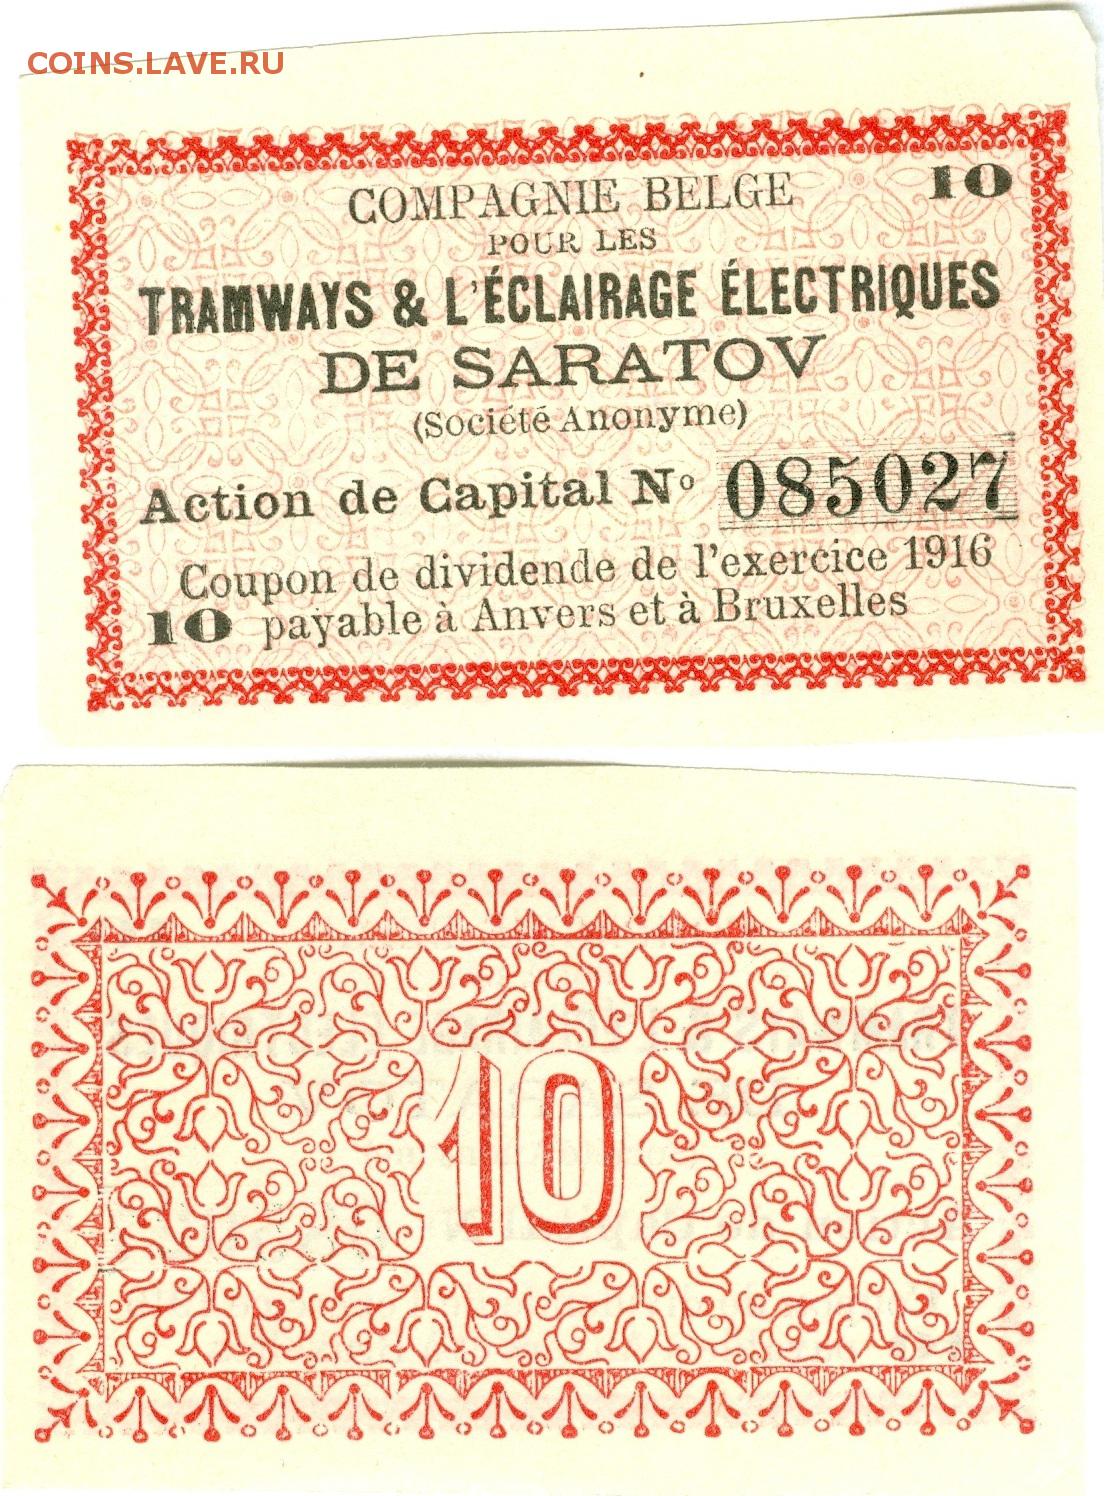 COINS.LAVE.RU
10
COMPAGNIE BELGE
POUR LES
TRAMWAYS & L'ÉCLAIRAGE ÉLECTRIQUES
DE SARATOV
(Société Anonyme)
Action de Capital Nº 085027
Coupon de dividende de l'exercice 1916
10 payable à Anvers et à Bruxelles
10